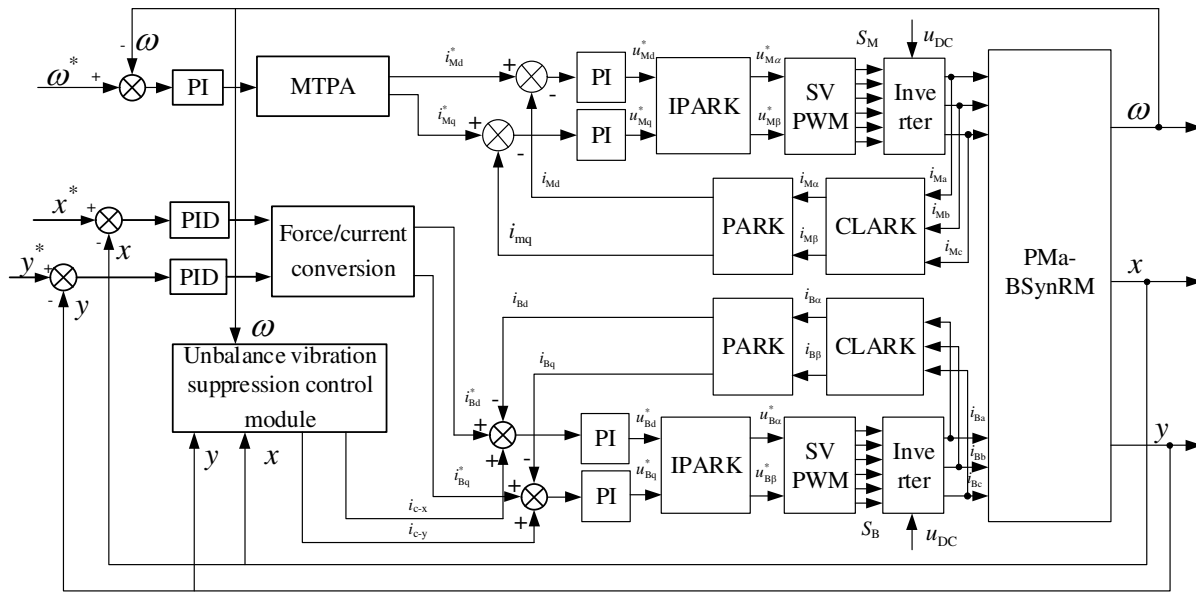 ω
-
ω*
+
PI
MTPA
i*Md
i*Mq
+
-
+
-
PI
PI
u*Md
u*Mq
IPARK
u*Mα
u*Mβ
SV
PWM
SM
uDC
Inve
rter
ω
iMd
imq
PARK
iMα
iMβ
CLARK
iMa
iMb
iMc
x*
+
-
x
PID
y*
+
-
y
PID
Force/current
conversion
PMa-
BSynRM
x
ω
Unbalance vibration
suppression control
module
y
x
iBd
iBq
PARK
iBα
iBβ
CLARK
i*Bd
-
+
+
i*Bq
-
+
+
ic-x
ic-y
PI
PI
u*Bd
u*Bq
IPARK
u*Bα
u*Bβ
SV
PWM
SB
uDC
Inve
rter
iBa
iBb
iBc
y